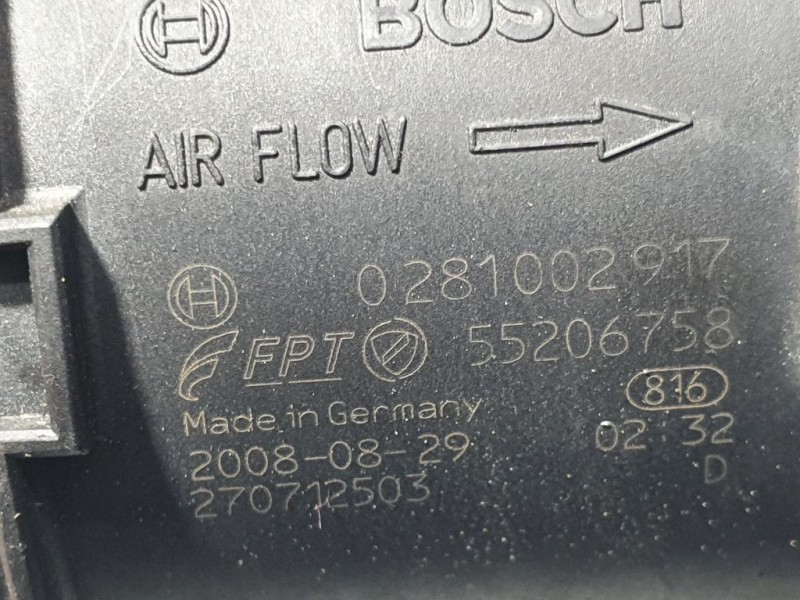 BOSCH
AIR FLOW
0 281 002 917
FPT 55206758
816
Made in Germany
2008-08-29 02:32
270712503 D